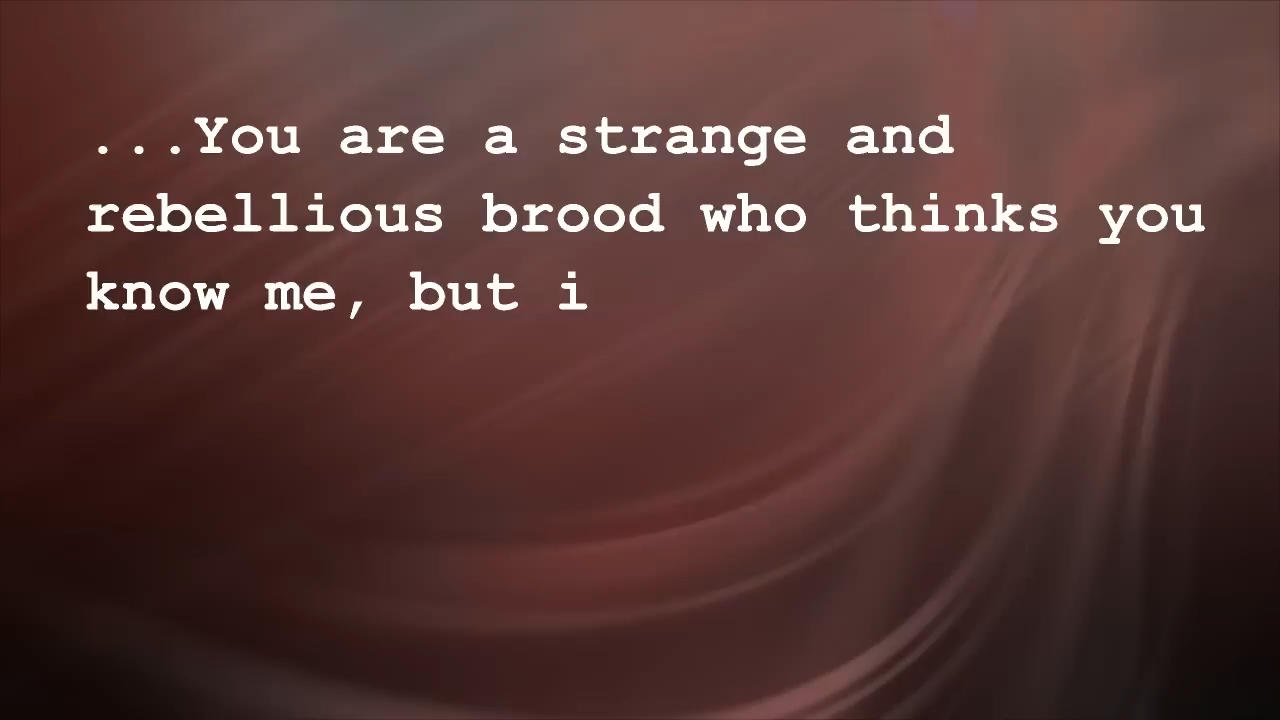 ...You are a strange and
rebellious brood who thinks you
know me, but i